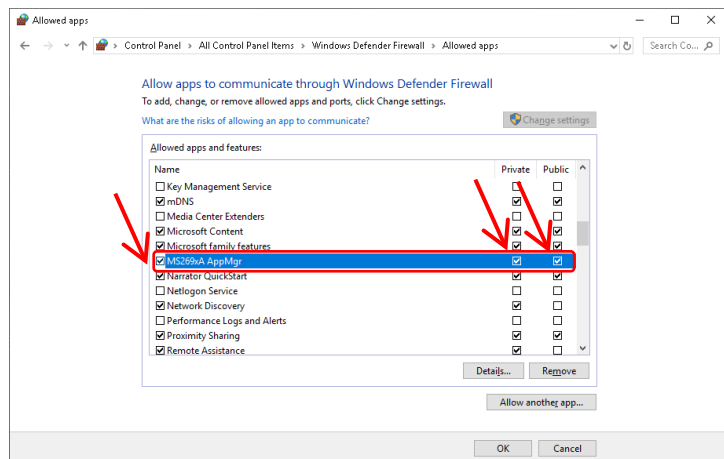 Allowed apps
Control Panel > All Control Panel Items > Windows Defender Firewall > Allowed apps
Search Co...
Allow apps to communicate through Windows Defender Firewall
To add, change, or remove allowed apps and ports, click Change settings.
What are the risks of allowing an app to communicate?
Change settings
Allowed apps and features:
Name Private Public
Key Management Service
mDNS
Media Center Extenders
Microsoft Content
Microsoft family features
MS269xA AppMgr
Narrator QuickStart
Netlogon Service
Network Discovery
Performance Logs and Alerts
Proximity Sharing
Remote Assistance
Details... Remove
Allow another app...
OK Cancel